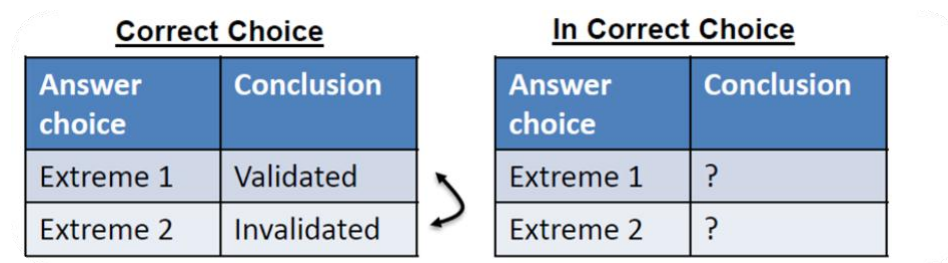 Correct Choice
Answer choice
Conclusion
Extreme 1
Validated
Extreme 2
Invalidated
In Correct Choice
Answer choice
Conclusion
Extreme 1
?
Extreme 2
?